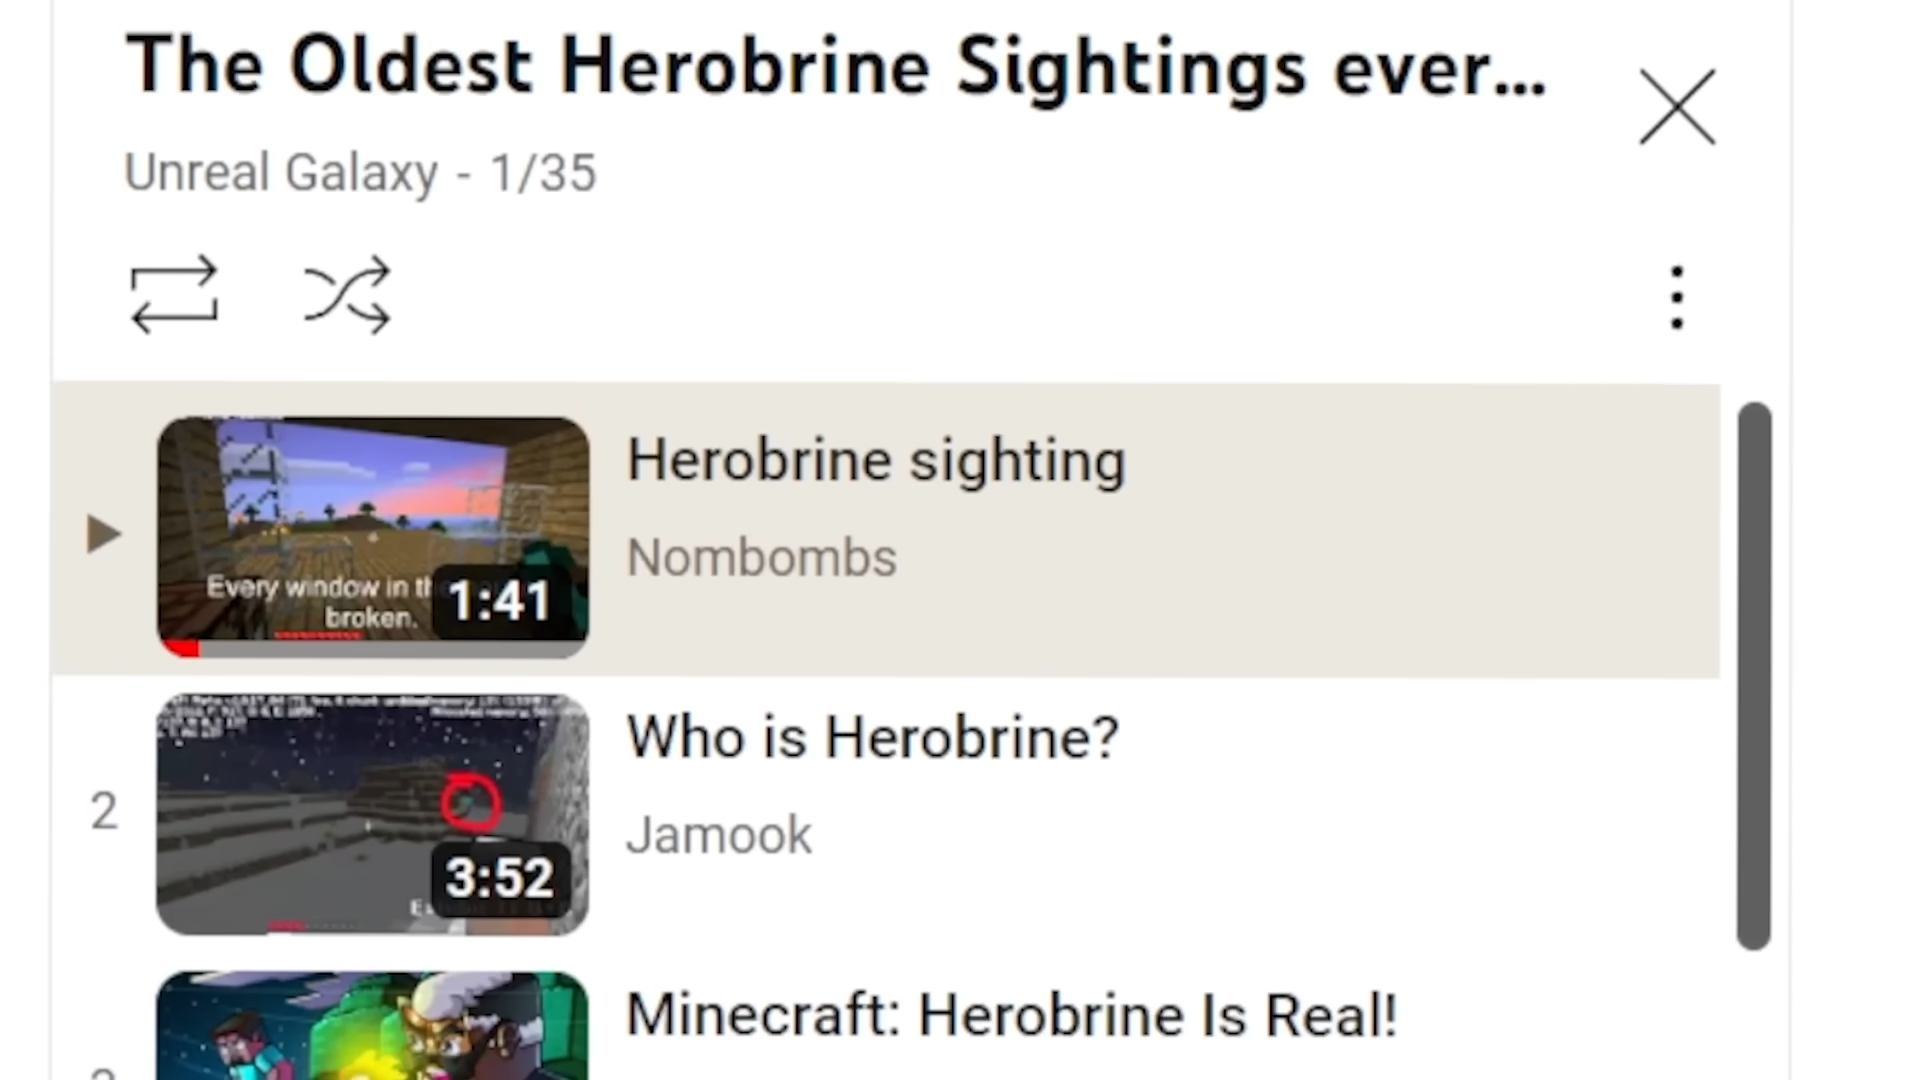 The Oldest Herobrine Sightings ever...
Unreal Galaxy - 1/35
Herobrine sighting
Nombombs
Every window in
broken.
1:41
2
Who is Herobrine?
Jamook
3:52
Minecraft: Herobrine Is Real!